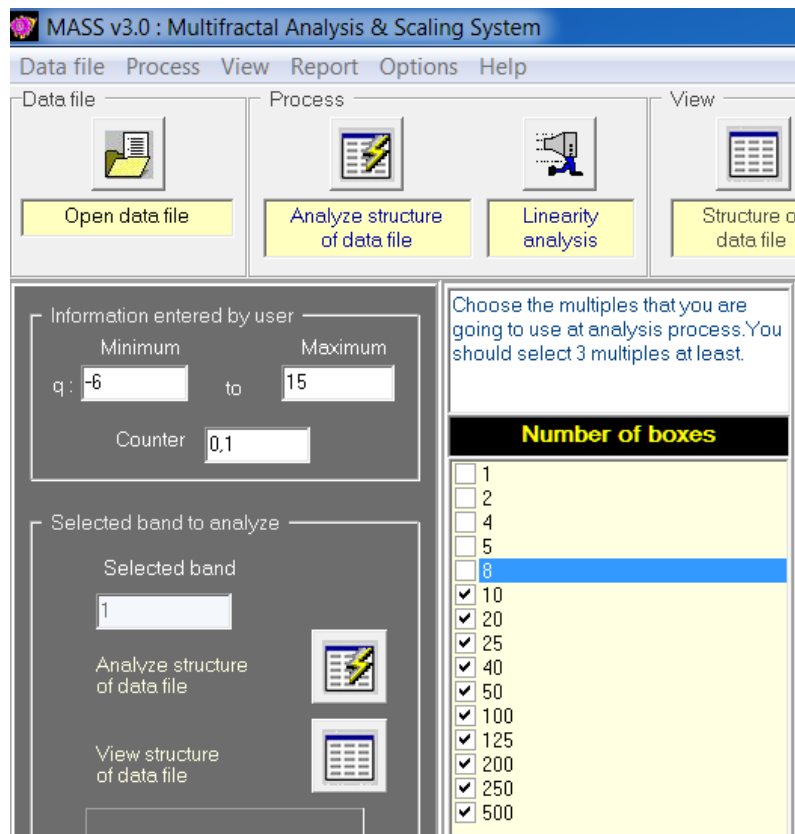 MASS v3.0 : Multifractal Analysis & Scaling System
Data file Process View Report Options Help
Data file
Process
View
Open data file
Analyze structure
of data file
Linearity
analysis
Structure
data file
Information entered by user
Minimum
Maximum
q :
-6
to
15
Counter
0,1
Selected band to analyze
Selected band
1
Analyze structure
of data file
View structure
of data file
Choose the multiples that you are
going to use at analysis process.You
should select 3 multiples at least.
Number of boxes
1
2
4
5
8
10
20
25
40
50
100
125
200
250
500